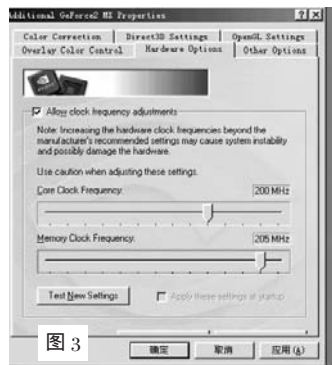 Additional GeForce2 MX Properties
Color Correction Direct3D Settings OpenGL Settings
Overlay Color Control Hardware Options Other Options
Allow clock frequency adjustments
Note: Increasing the hardware clock frequencies beyond the
manufacturer's recommended settings may cause system instability
and possibly damage the hardware.
Use caution when adjusting these settings.
Core Clock Frequency: 200 MHz
Memory Clock Frequency: 205 MHz
Test New Settings Apply these settings at startup
图 3
确定 取消 应用 (A)